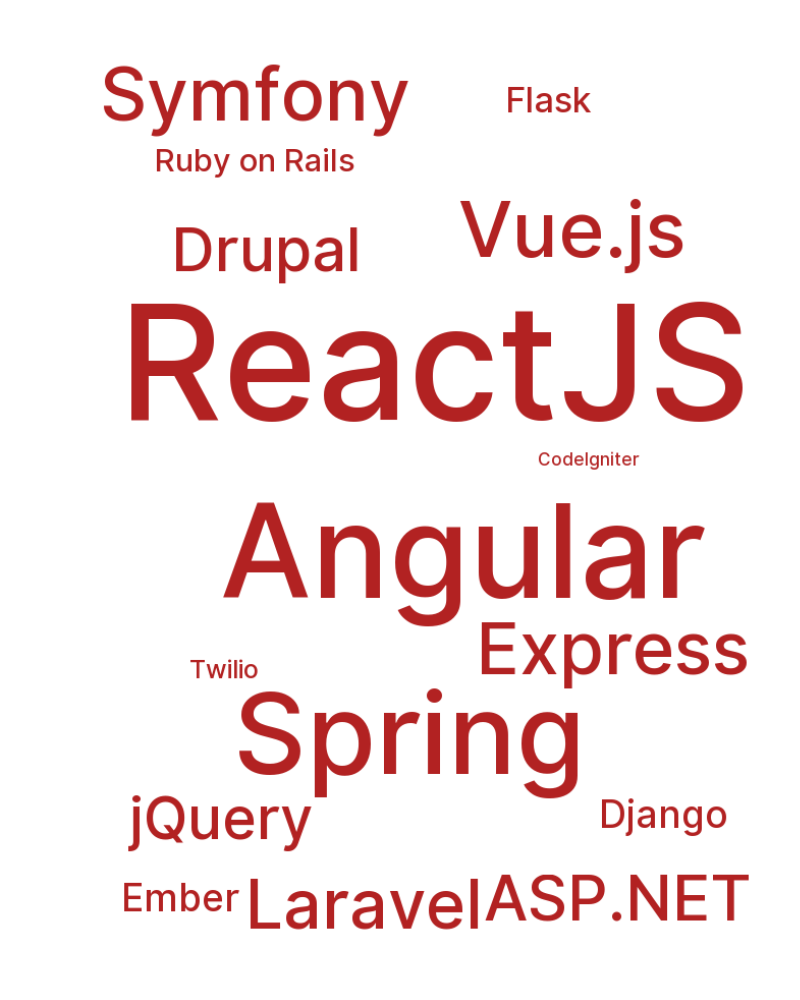 Symfony
Flask
Ruby on Rails
Vue.js
Drupal
ReactJS
CodeIgniter
Angular
Express
Twilio
Spring
jQuery
Django
Ember
Laravel
ASP.NET